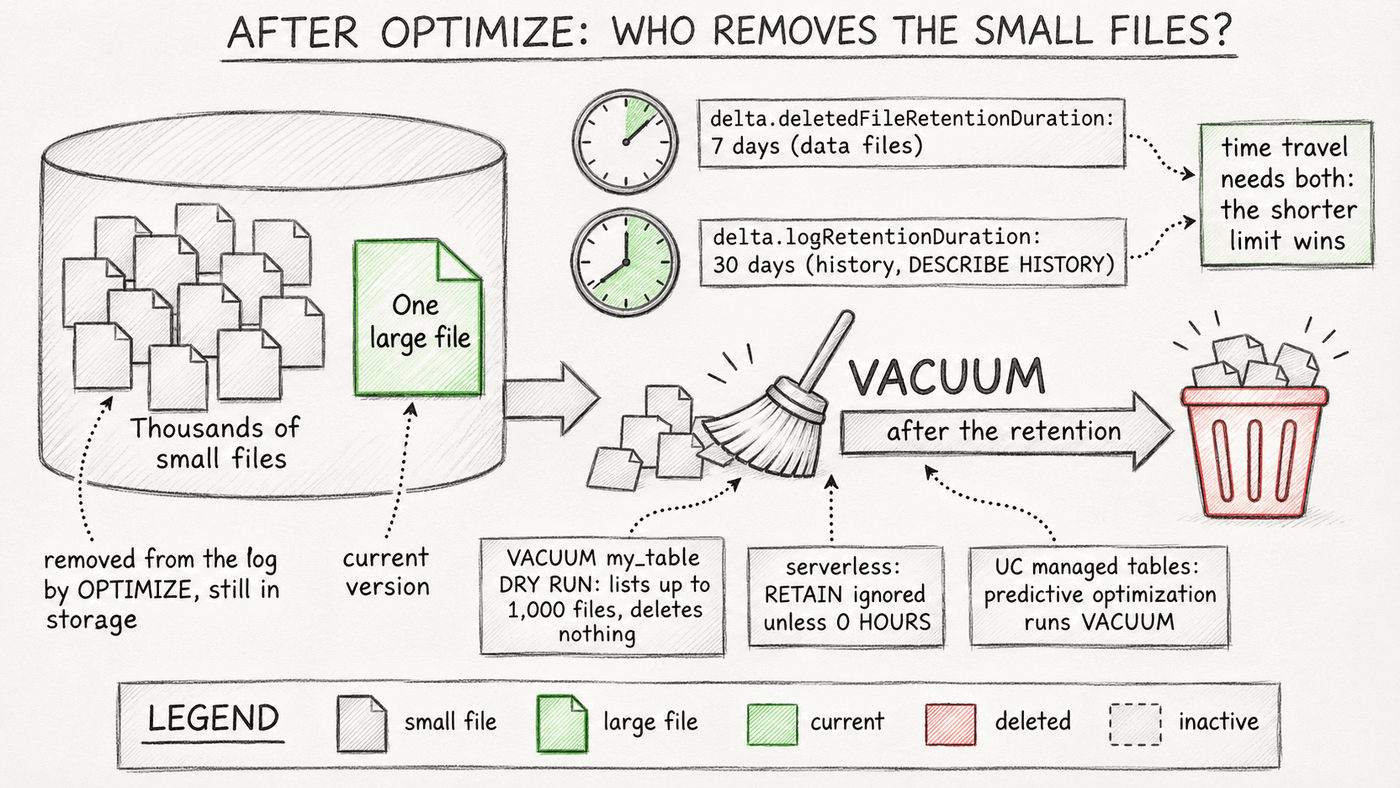 AFTER OPTIMIZE: WHO REMOVES THE SMALL FILES?
delta.deletedFileRetentionDuration:
7 days (data files)
delta.logRetentionDuration:
30 days (history, DESCRIBE HISTORY)
time travel
needs both:
the shorter
limit wins
One
large file
Thousands of
small files
VACUUM
after the retention
removed from the log
by OPTIMIZE, still in
storage
current
version
VACUUM my_table
DRY RUN: lists up to
1,000 files, deletes
nothing
serverless:
RETAIN ignored
unless 0 HOURS
UC managed tables:
predictive optimization
runs VACUUM
LEGEND
small file
large file
current
deleted
inactive